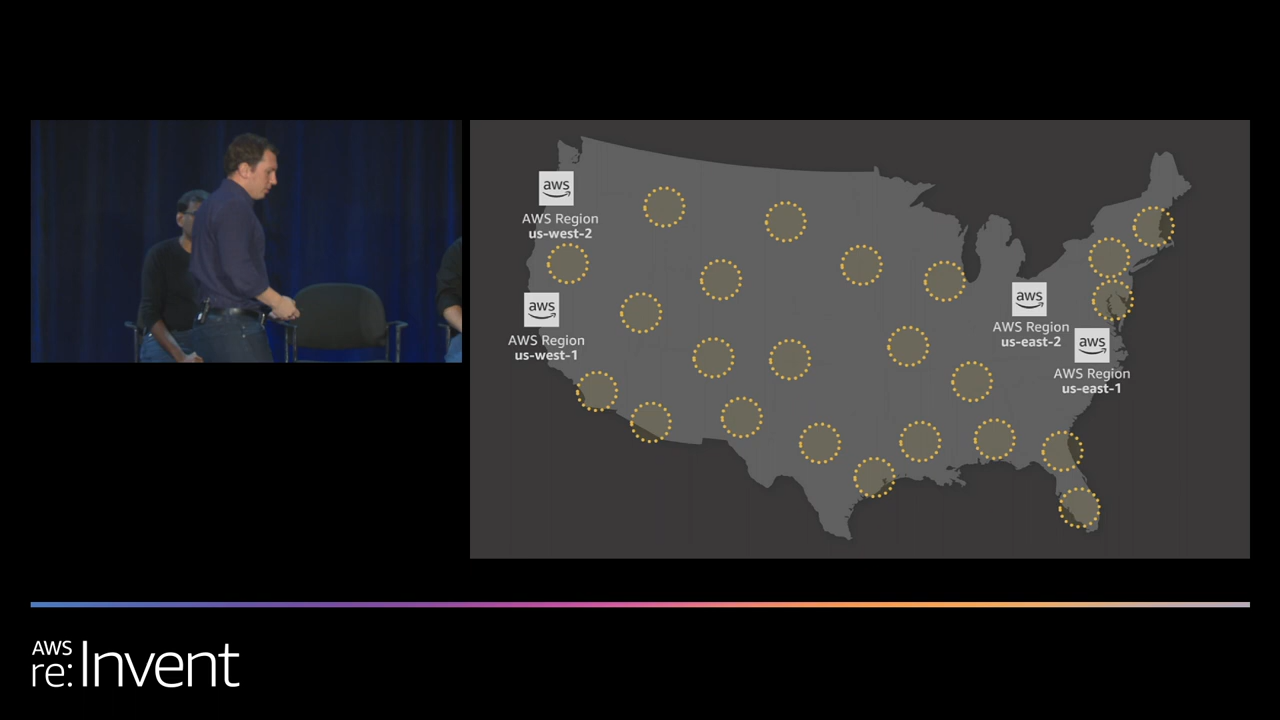 aws
AWS Region
us-west-2
aws
AWS Region
us-west-1
aws
AWS Region
us-east-2
aws
AWS Region
us-east-1
AWS
re:Invent